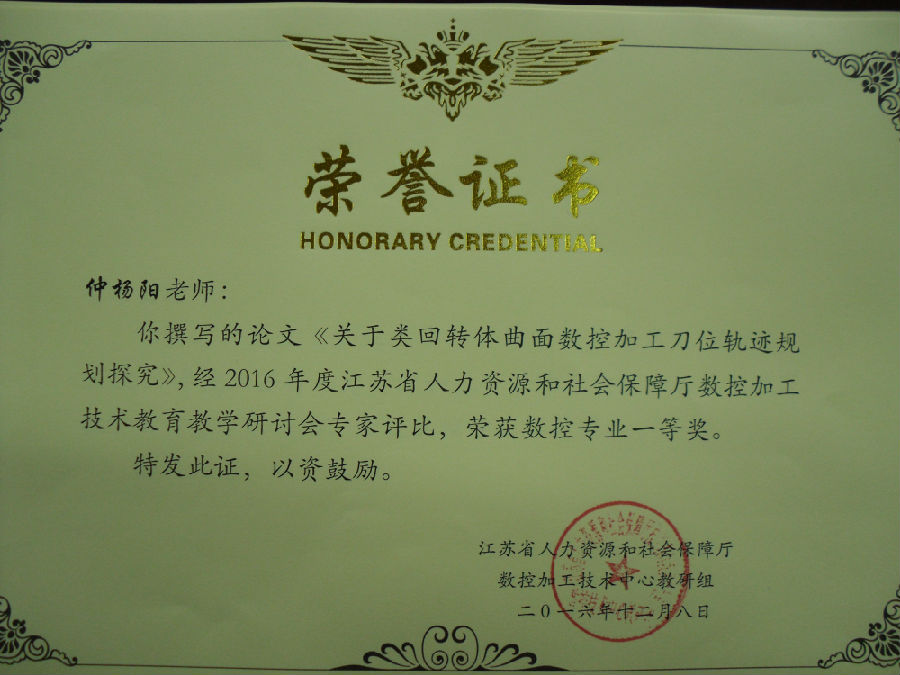 荣誉证书
HONORARY CREDENTIAL
仲杨阳老师：
你撰写的论文《关于类回转体曲面数控加工刀位轨迹规
划探究》，经2016年度江苏省人力资源和社会保障厅数控加工
技术教育教学研讨会专家评比，荣获数控专业一等奖。
特发此证，以资鼓励。
江苏省人力资源和社会保障厅
数控加工技术中心教研组
二〇一六年十二月八日